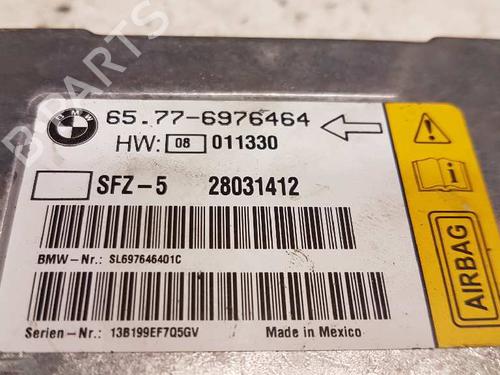 BMW
65.77-6976464
HW: 08 011330
SFZ-5 28031412
BMW-Nr.: SL697646401C
Serien-Nr.: 13B199EF7Q5GV Made in Mexico
AIRBAG
B-PARTS